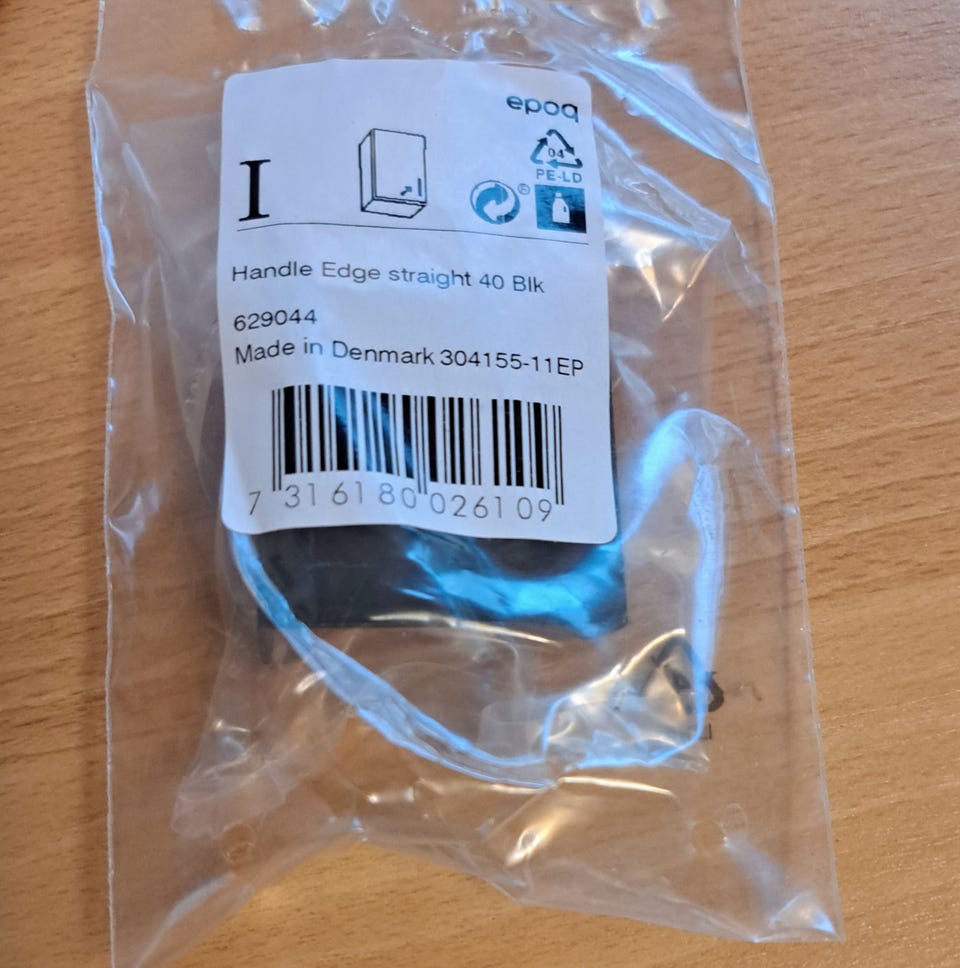 epoq
I
04
PE-LD
®
Handle Edge straight 40 Blk
629044
Made in Denmark 304155-11EP
7 316180 026109